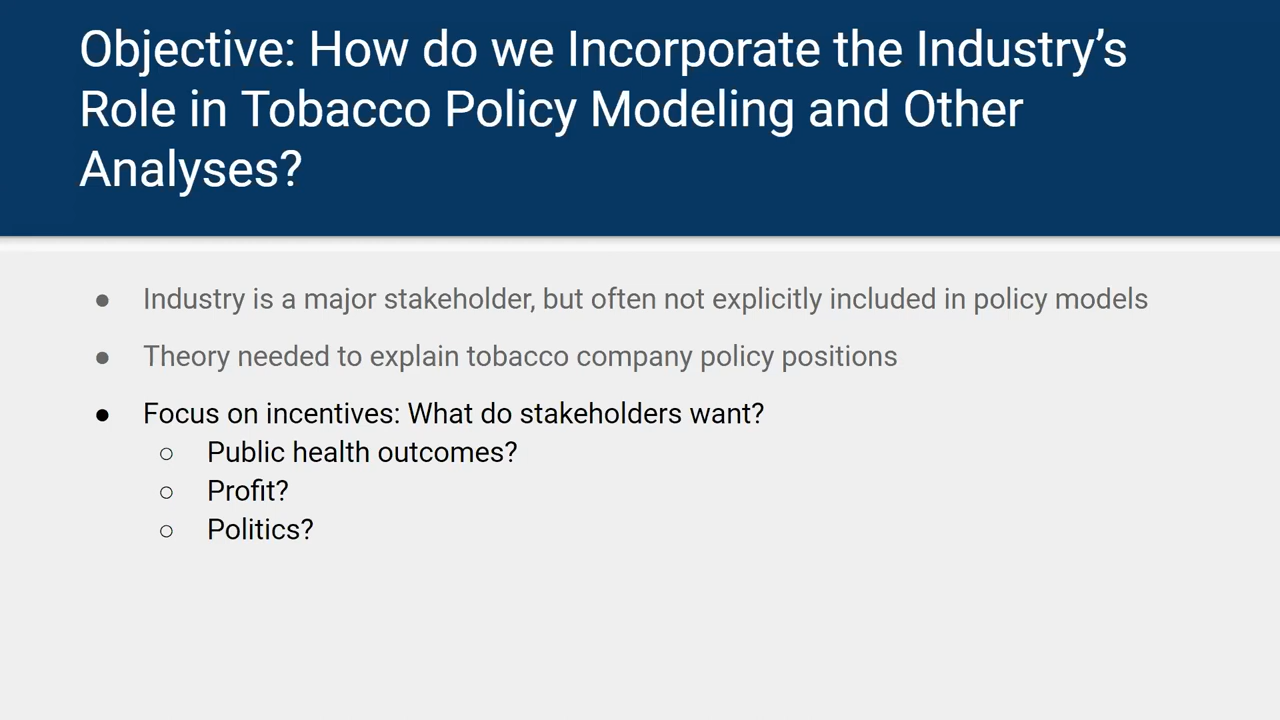 Objective: How do we Incorporate the Industry’s
Role in Tobacco Policy Modeling and Other
Analyses?
● Industry is a major stakeholder, but often not explicitly included in policy models
● Theory needed to explain tobacco company policy positions
● Focus on incentives: What do stakeholders want?
○ Public health outcomes?
○ Profit?
○ Politics?